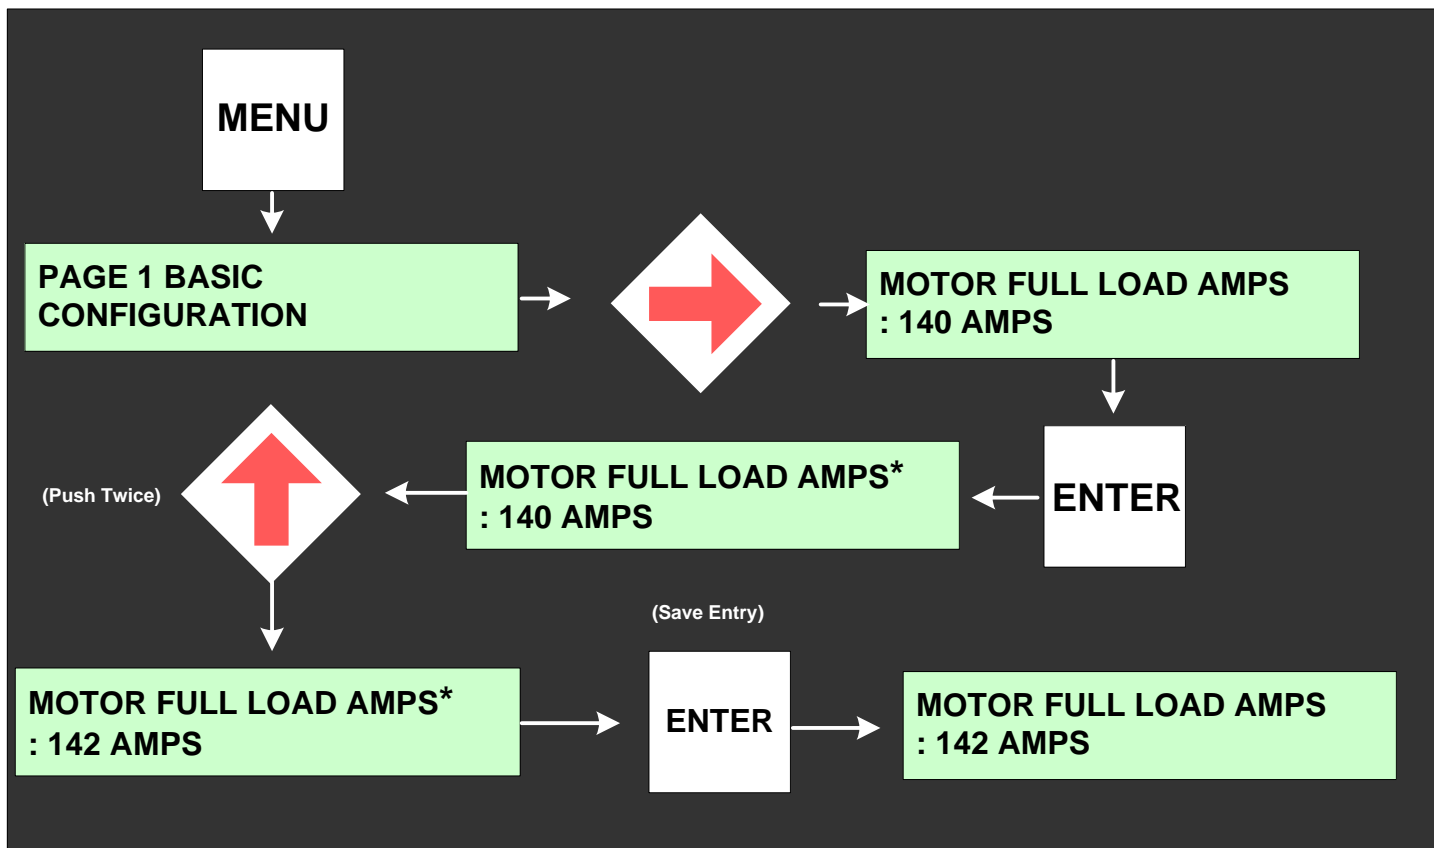 MENU
PAGE 1 BASIC
CONFIGURATION
MOTOR FULL LOAD AMPS
: 140 AMPS
ENTER
MOTOR FULL LOAD AMPS*
: 140 AMPS
(Push Twice)
MOTOR FULL LOAD AMPS*
: 142 AMPS
(Save Entry)
ENTER
MOTOR FULL LOAD AMPS
: 142 AMPS